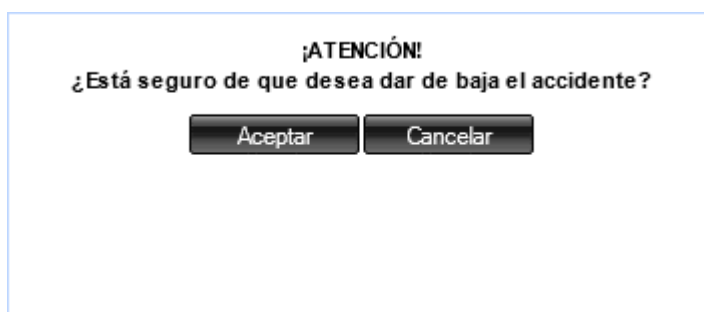 ¡ATENCIÓN!
¿Está seguro de que desea dar de baja el accidente?
Aceptar Cancelar